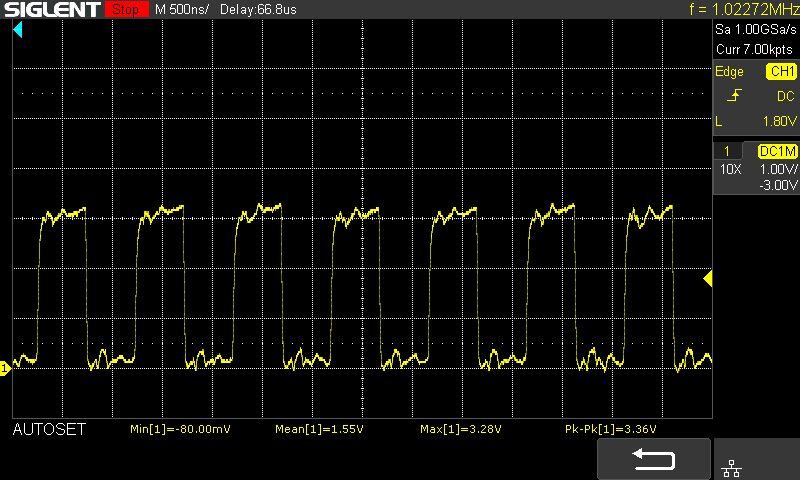 SIGLENT Stop M 500ns/ Delay:66.8us f = 1.02272MHz
Sa 1.00GSa/s
Curr 7.00kpts
Edge CH1
DC
L 1.80V
1 DC1M
10X 1.00V/
-3.00V
1
AUTOSET Min[1]=-80.00mV Mean[1]=1.55V Max[1]=3.28V Pk-Pk[1]=3.36V